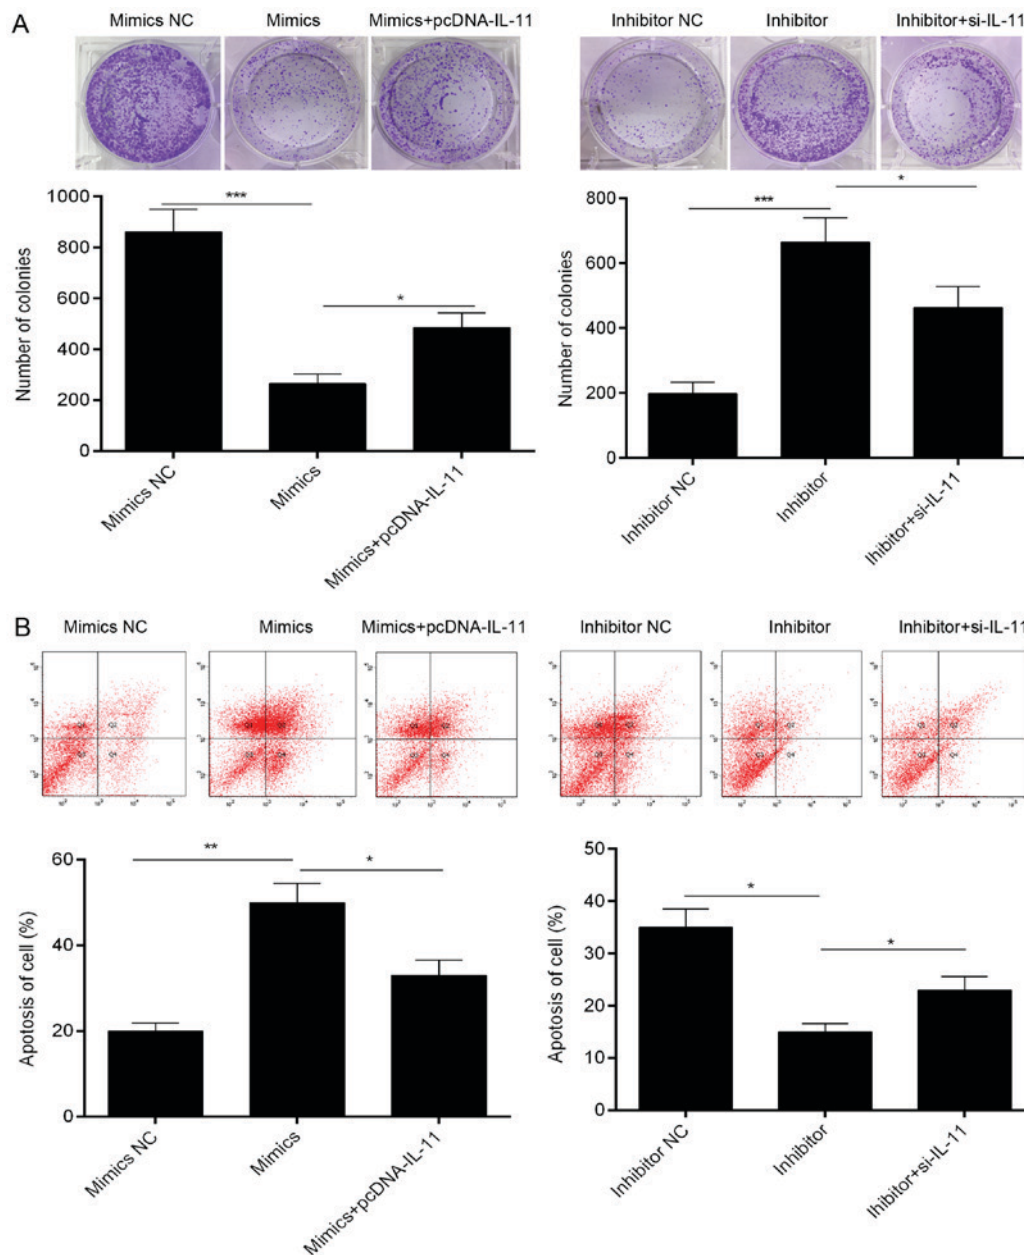 A
Mimics NC Mimics Mimics+pcDNA-IL-11 Inhibitor NC Inhibitor Inhibitor+si-IL-11
Number of colonies
1000
800
600
400
200
0
***
*
Mimics NC
Mimics
Mimics+pcDNA-IL-11
Number of colonies
800
600
400
200
0
***
*
Inhibitor NC
Inhibitor
Ihibitor+si-IL-11
B
Mimics NC Mimics Mimics+pcDNA-IL-11 Inhibitor NC Inhibitor Inhibitor+si-IL-11
Apotosis of cell (%)
60
40
20
0
**
*
Mimics NC
Mimics
Mimics+pcDNA-IL-11
Apotosis of cell (%)
50
40
30
20
10
0
*
*
Inhibitor NC
Inhibitor
Ihibitor+si-IL-11